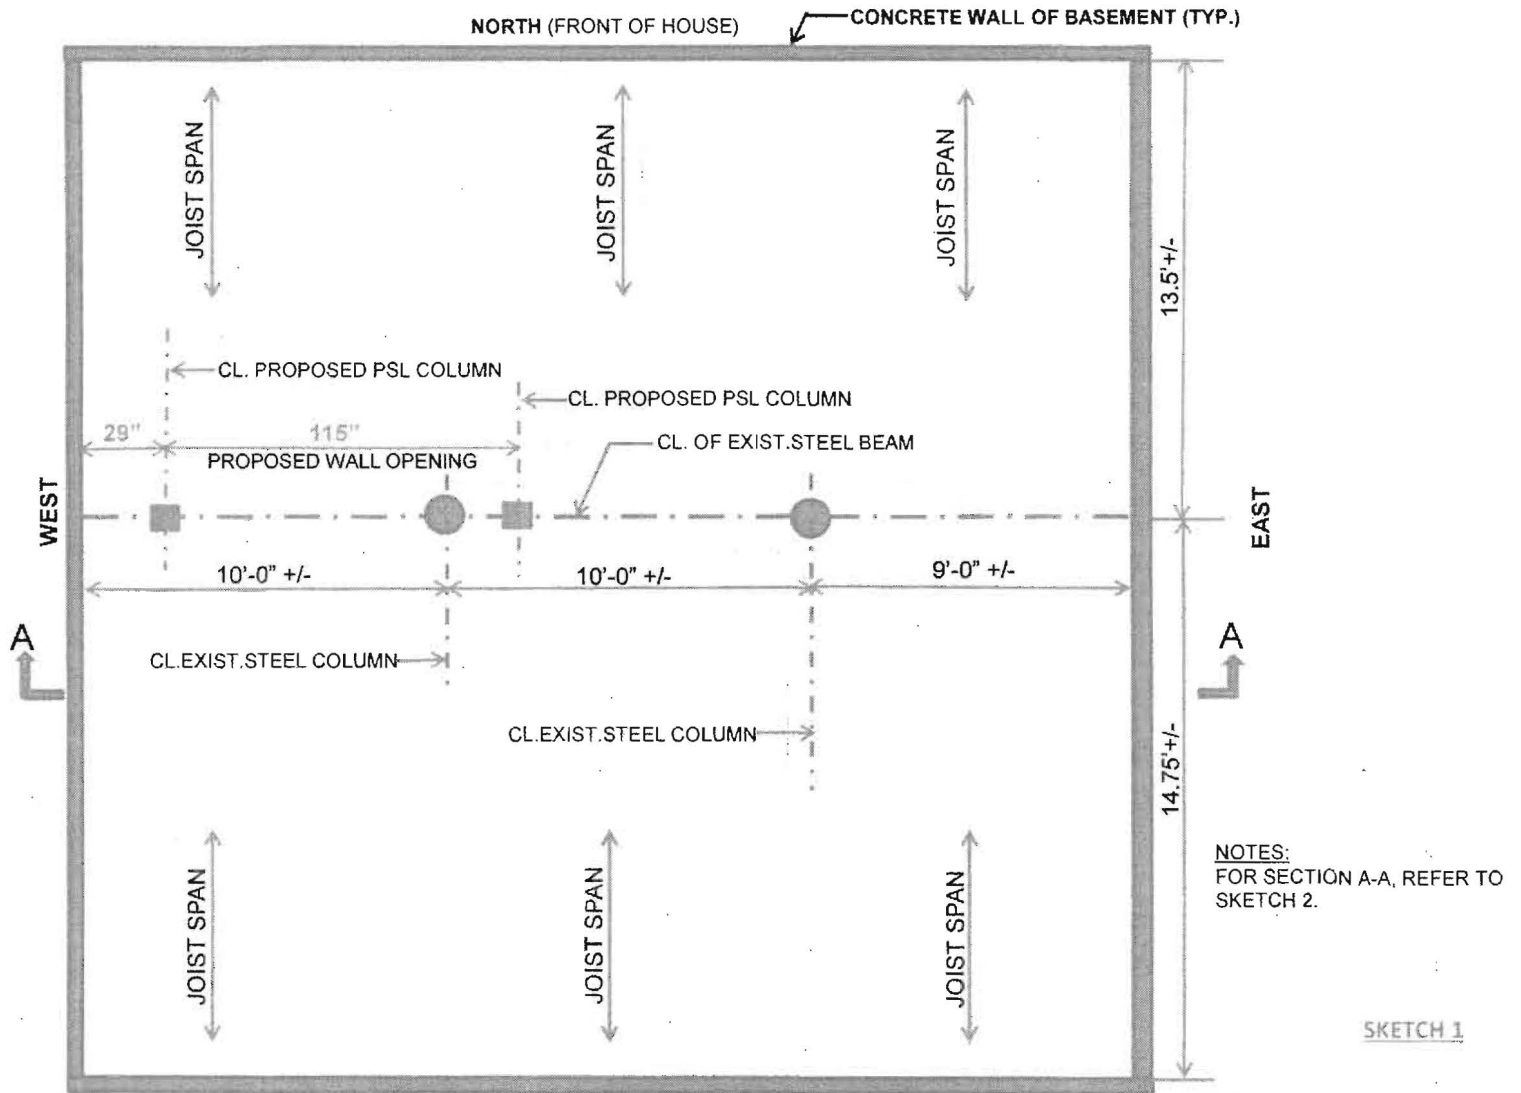 NORTH (FRONT OF HOUSE)
CONCRETE WALL OF BASEMENT (TYP.)
JOIST SPAN
JOIST SPAN
JOIST SPAN
13.5'+/-
CL. PROPOSED PSL COLUMN
CL. PROPOSED PSL COLUMN
29"
115"
CL. OF EXIST.STEEL BEAM
PROPOSED WALL OPENING
WEST
EAST
10'-0" +/-
10'-0" +/-
9'-0" +/-
A
A
CL.EXIST.STEEL COLUMN
CL.EXIST.STEEL COLUMN
14.75'+/-
JOIST SPAN
JOIST SPAN
JOIST SPAN
NOTES:
FOR SECTION A-A, REFER TO
SKETCH 2.
SKETCH 1